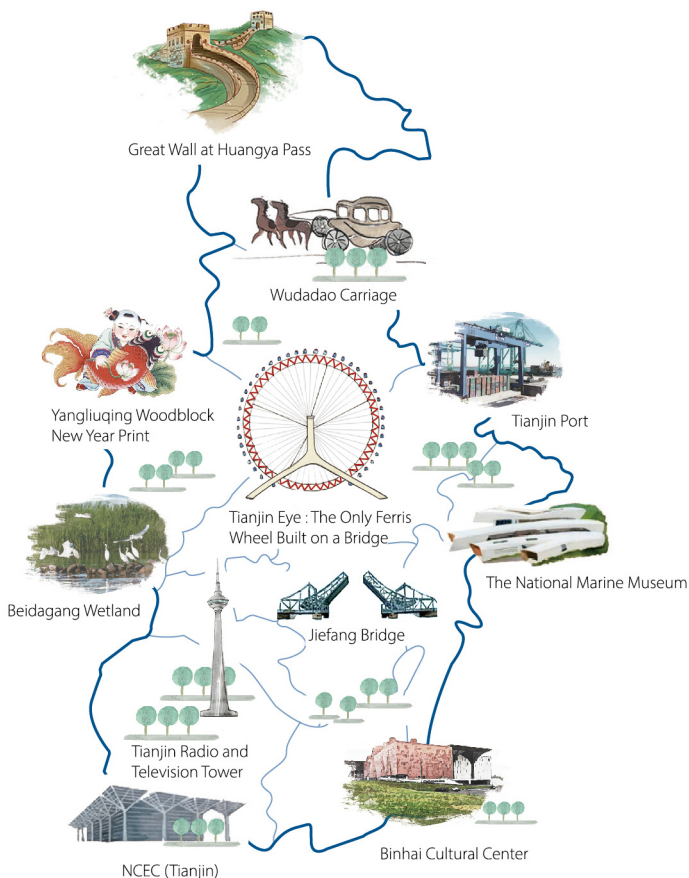 Great Wall at Huangya Pass
Wudadao Carriage
Yangliuqing Woodblock
New Year Print
Tianjin Port
Tianjin Eye : The Only Ferris
Wheel Built on a Bridge
The National Marine Museum
Beidagang Wetland
Jiefang Bridge
Tianjin Radio and
Television Tower
Binhai Cultural Center
NCEC (Tianjin)